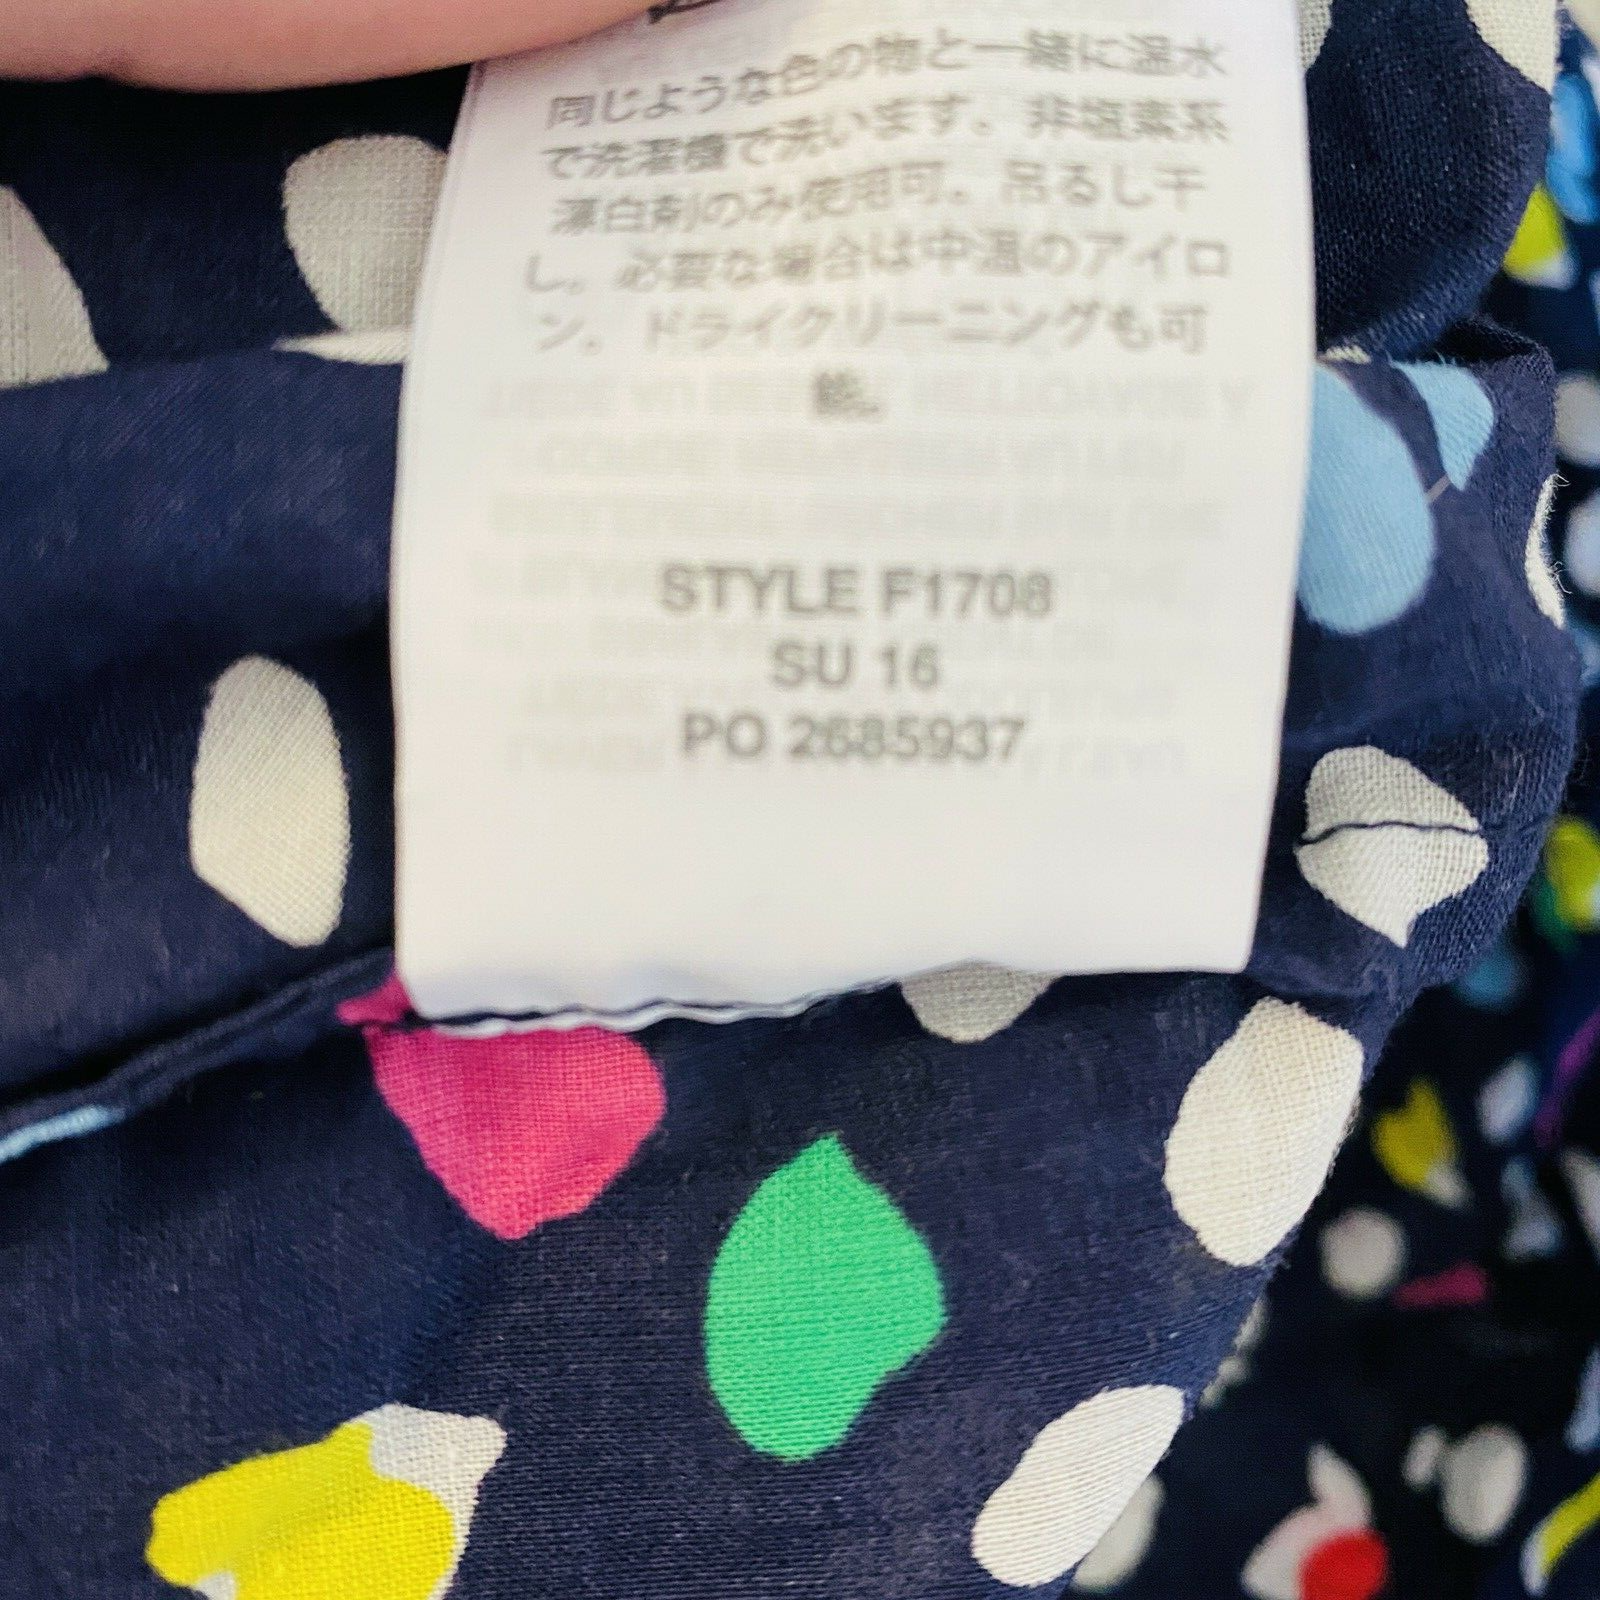 同じような色の物と一緒に温水
で洗濯機で洗います。非塩素系
漂白剤のみ使用可。吊るし干
し。必要な場合は中温のアイロ
ン。ドライクリーニングも可
能。
STYLE F1708
SU 16
PO 2685937